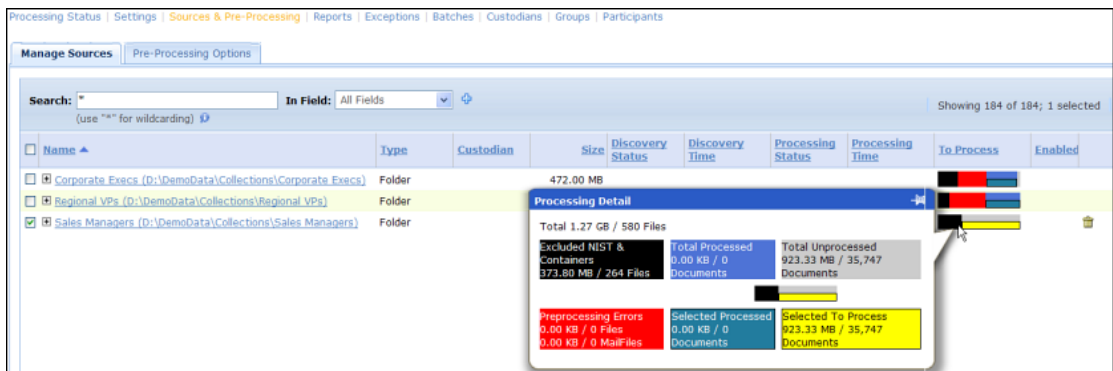 Processing Status | Settings | Sources & Pre-Processing | Reports | Exceptions | Batches | Custodians | Groups | Participants
Manage Sources Pre-Processing Options
Search: * In Field: All Fields
(use "*" for wildcarding)
Showing 184 of 184; 1 selected
Name Type Custodian Size Discovery Status Discovery Time Processing Status Processing Time To Process Enabled
Corporate Execs (D:\DemoData\Collections\Corporate Execs) Folder 472.00 MB
Regional VPs (D:\DemoData\Collections\Regional VPs) Folder
Sales Managers (D:\DemoData\Collections\Sales Managers) Folder
Processing Detail
Total 1.27 GB / 580 Files
Excluded NIST & Containers 373.80 MB / 264 Files
Total Processed 0.00 KB / 0 Documents
Total Unprocessed 923.33 MB / 35,747 Documents
Preprocessing Errors 0.00 KB / 0 Files 0.00 KB / 0 MailFiles
Selected Processed 0.00 KB / 0 Documents
Selected To Process 923.33 MB / 35,747 Documents